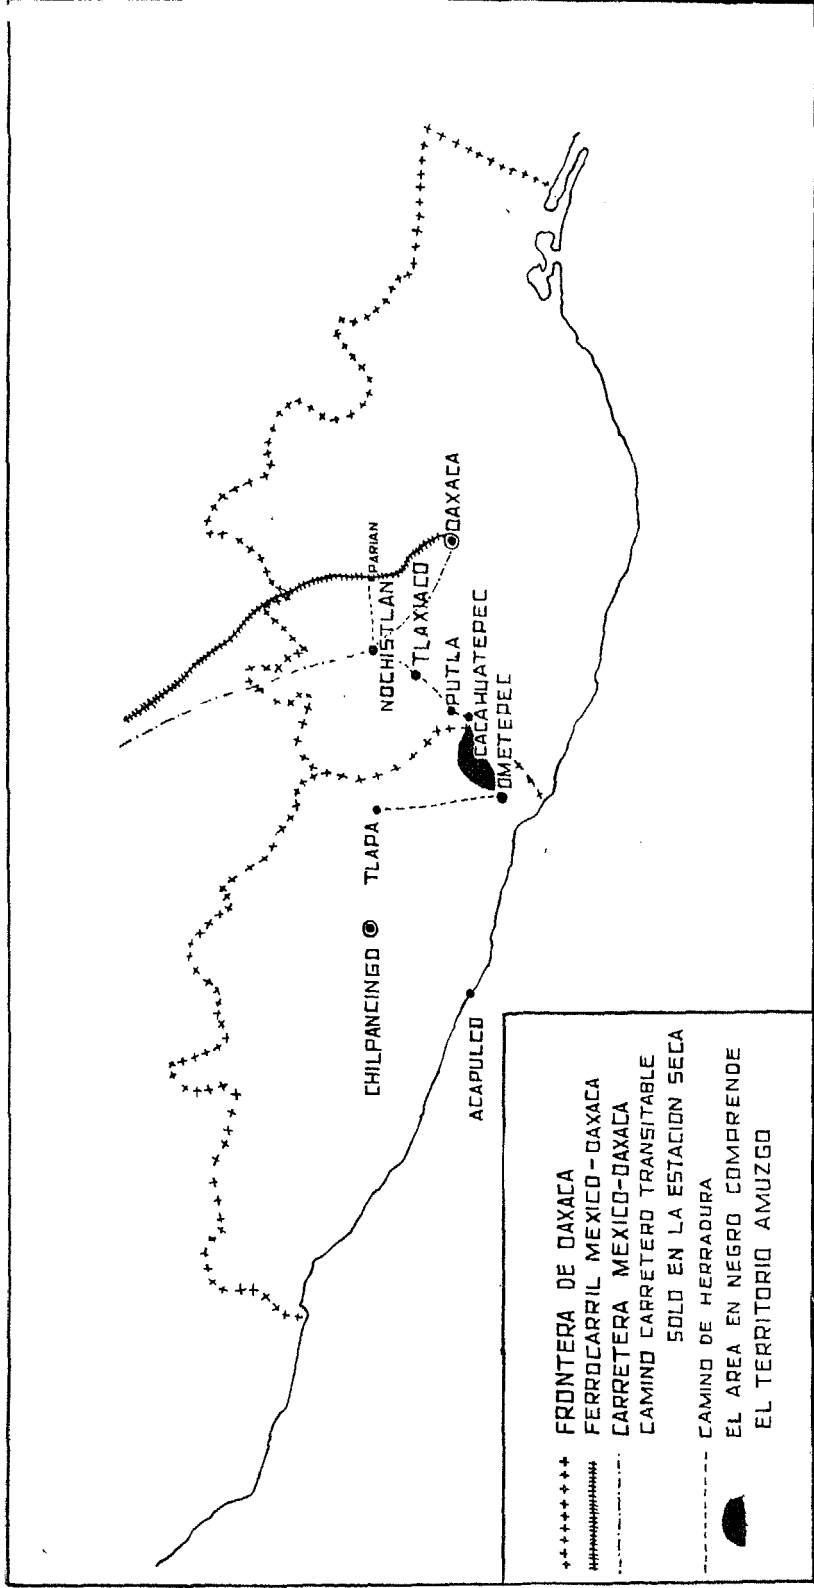 PARIAN
OAXACA
NOCHISTLAN
TLAXIACO
PUTLA
CACAHUATEPEC
OMETEPEC
TLAPA
CHILPANCINGO
ACAPULCO
FRONTERA DE OAXACA
FERROCARRIL MEXICO-OAXACA
CARRETERA MEXICO-OAXACA
CAMINO CARRETERO TRANSITABLE
SOLO EN LA ESTACION SECA
CAMINO DE HERRADURA
EL AREA EN NEGRO COMPRENDE
EL TERRITORIO AMUZGO